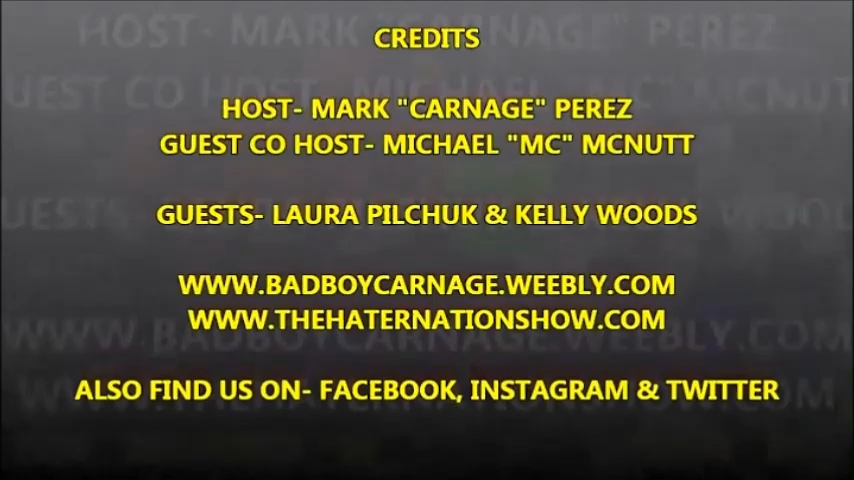 CREDITS
HOST- MARK "CARNAGE" PEREZ
GUEST CO HOST- MICHAEL "MC" MCNUTT
GUESTS- LAURA PILCHUK & KELLY WOODS
WWW.BADBOYCARNAGE.WEEBLY.COM
WWW.THEHATERNATIONSHOW.COM
ALSO FIND US ON- FACEBOOK, INSTAGRAM & TWITTER